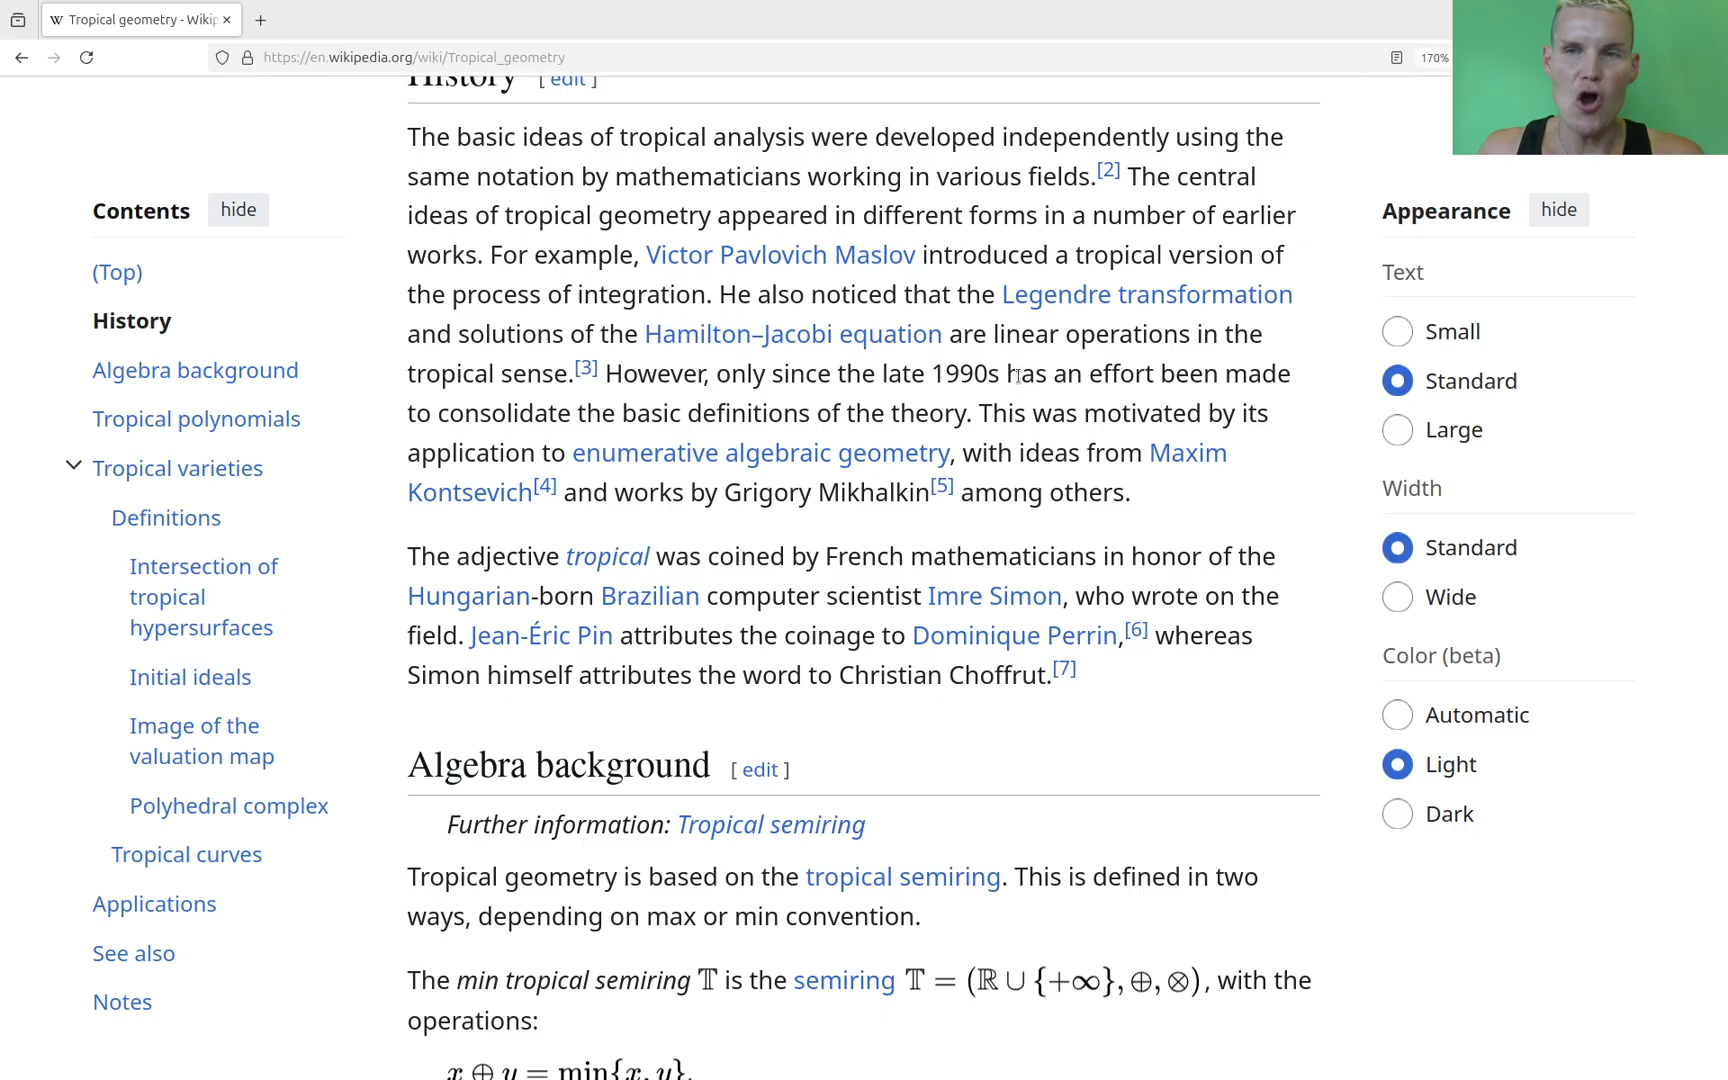 Tropical geometry - Wikip
https://en.wikipedia.org/wiki/Tropical_geometry
170%
History [ edit ]
The basic ideas of tropical analysis were developed independently using the
same notation by mathematicians working in various fields.[2] The central
ideas of tropical geometry appeared in different forms in a number of earlier
works. For example, Victor Pavlovich Maslov introduced a tropical version of
the process of integration. He also noticed that the Legendre transformation
and solutions of the Hamilton–Jacobi equation are linear operations in the
tropical sense.[3] However, only since the late 1990s has an effort been made
to consolidate the basic definitions of the theory. This was motivated by its
application to enumerative algebraic geometry, with ideas from Maxim
Kontsevich[4] and works by Grigory Mikhalkin[5] among others.
The adjective tropical was coined by French mathematicians in honor of the
Hungarian-born Brazilian computer scientist Imre Simon, who wrote on the
field. Jean-Éric Pin attributes the coinage to Dominique Perrin,[6] whereas
Simon himself attributes the word to Christian Choffrut.[7]
Algebra background [ edit ]
Further information: Tropical semiring
Tropical geometry is based on the tropical semiring. This is defined in two
ways, depending on max or min convention.
The min tropical semiring 𝕋 is the semiring 𝕋 = (ℝ ∪ {+∞}, ⊕, ⊗), with the
operations:
x ⊕ y = min{x, y},
Contents hide
(Top)
History
Algebra background
Tropical polynomials
Tropical varieties
Definitions
Intersection of
tropical
hypersurfaces
Initial ideals
Image of the
valuation map
Polyhedral complex
Tropical curves
Applications
See also
Notes
Appearance hide
Text
Small
Standard
Large
Width
Standard
Wide
Color (beta)
Automatic
Light
Dark